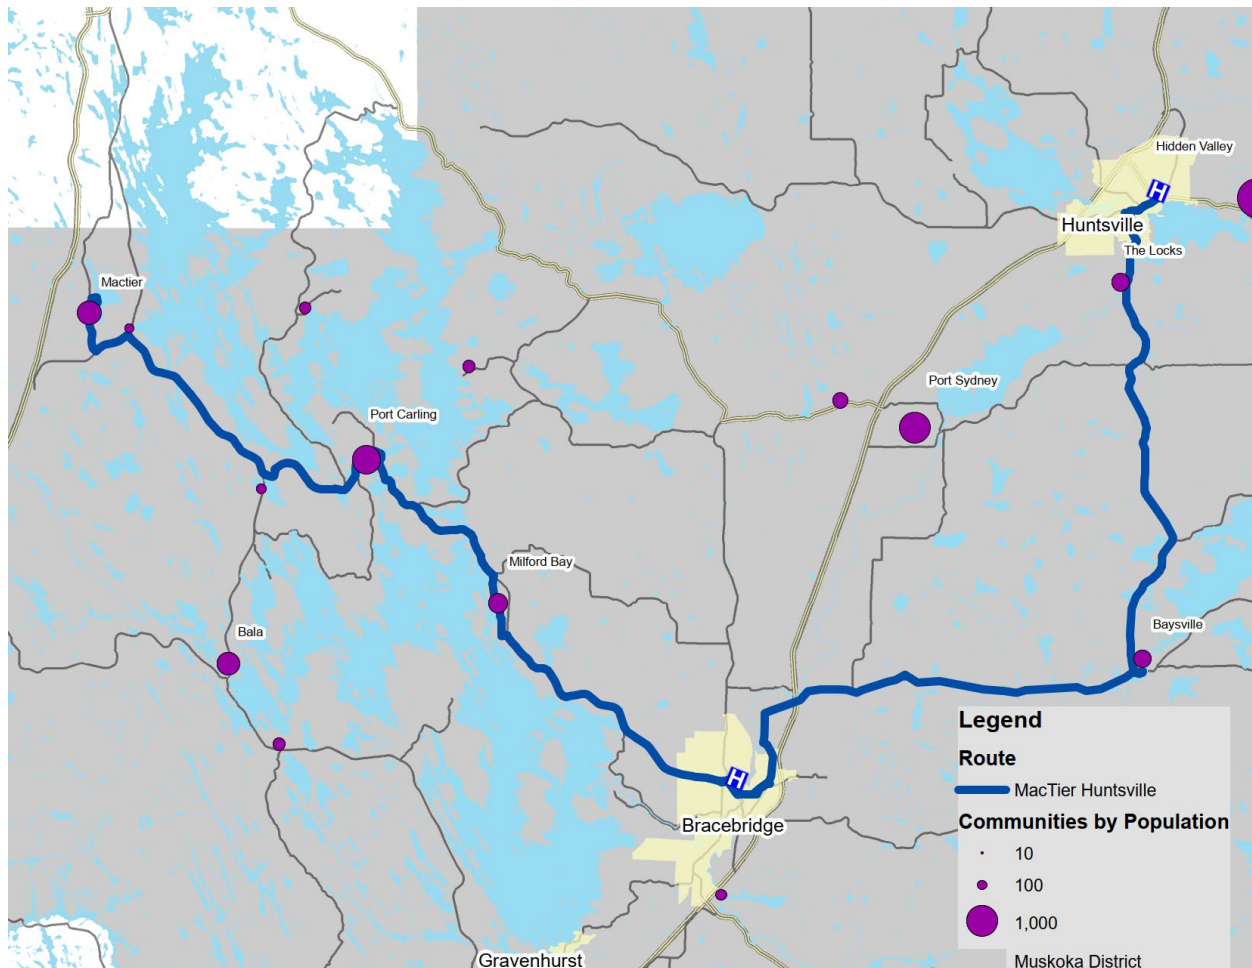 Hidden Valley
H
Huntsville
The Locks
Mactier
Port Sydney
Port Carling
Milford Bay
Bala
Baysville
H
Bracebridge
Gravenhurst
Legend
Route
MacTier Huntsville
Communities by Population
10
100
1,000
Muskoka District